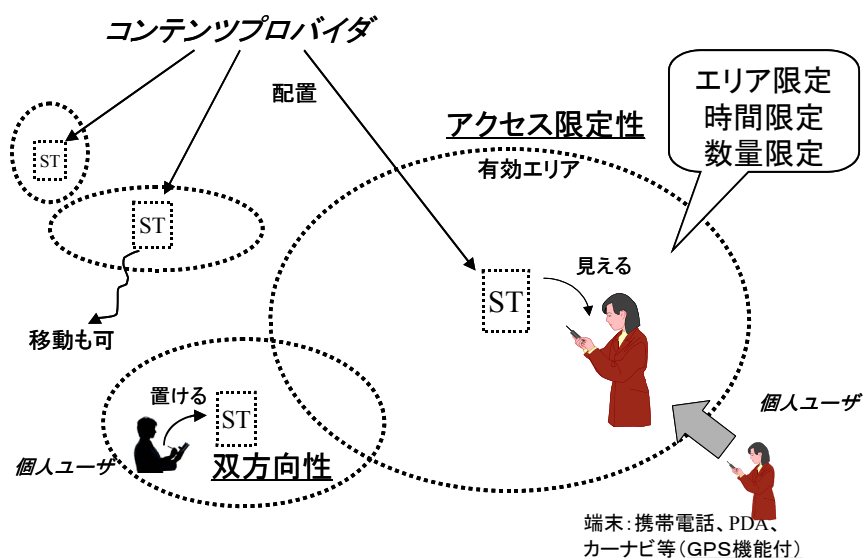 コンテンツプロバイダ
配置
エリア限定
時間限定
数量限定
アクセス限定性
有効エリア
ST
ST
見える
ST
移動も可
置ける
ST
個人ユーザ
双方向性
個人ユーザ
端末：携帯電話、PDA、
カーナビ等（GPS機能付）